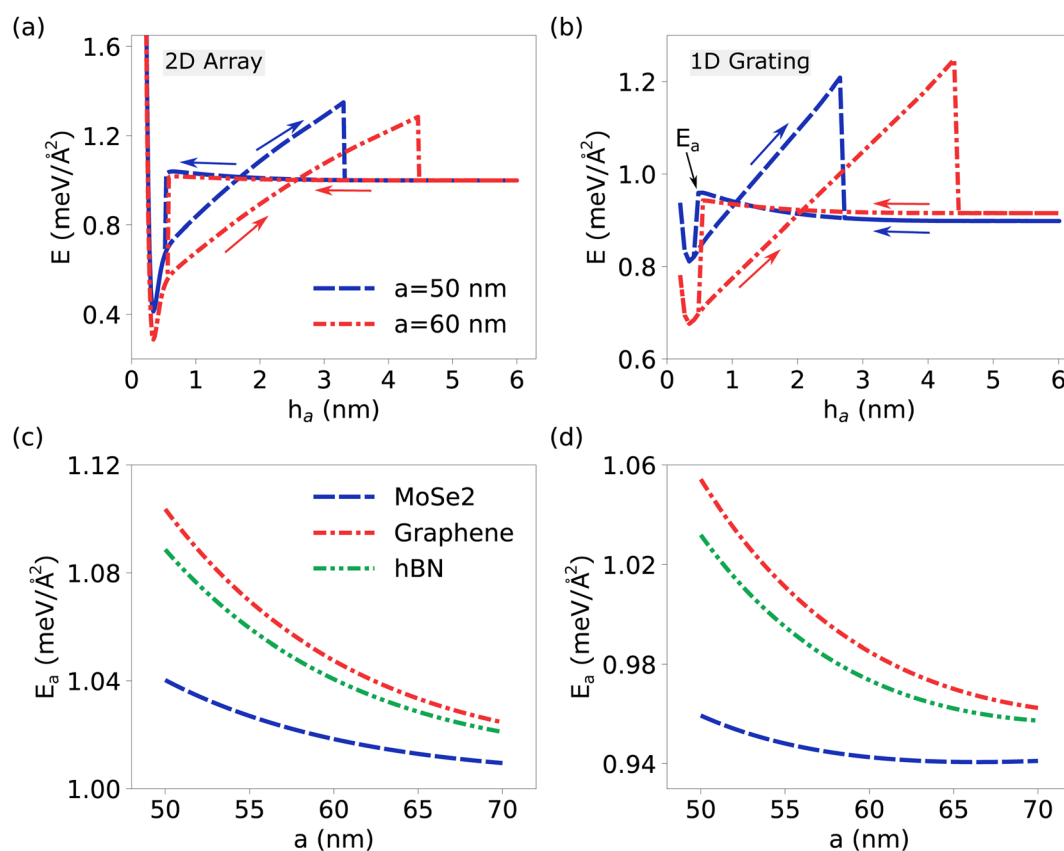 (a)
2D Array
1.6
1.2
0.8
0.4
E (meV/Å²)
0 1 2 3 4 5 6
hₐ (nm)
a=50 nm
a=60 nm
(b)
1D Grating
Eₐ
1.2
1.0
0.8
0.6
E (meV/Å²)
0 1 2 3 4 5 6
hₐ (nm)
(c)
1.12
1.08
1.04
1.00
Eₐ (meV/Å²)
MoSe2
Graphene
hBN
50 55 60 65 70
a (nm)
(d)
1.06
1.02
0.98
0.94
Eₐ (meV/Å²)
50 55 60 65 70
a (nm)